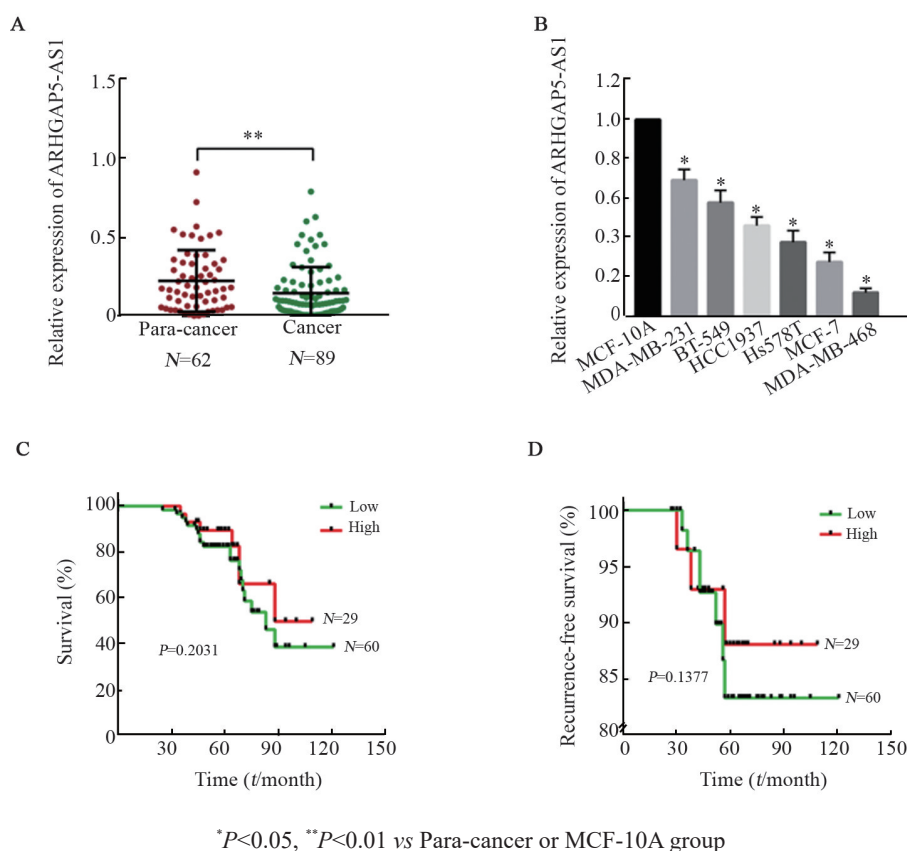 A
Relative expression of ARHGAP5-AS1
1.5
1.0
0.5
0
**
Para-cancer
Cancer
N=62
N=89
B
Relative expression of ARHGAP5-AS1
1.2
1.0
0.8
0.6
0.3
0.2
0
*
*
*
*
*
*
MCF-10A
MDA-MB-231
BT-549
HCC1937
Hs578T
MCF-7
MDA-MB-468
C
Survival (%)
100
80
60
40
20
0
Low
High
N=29
N=60
P=0.2031
30 60 90 120 150
Time (t/month)
D
Recurrence-free survival (%)
100
95
90
85
80
Low
High
N=29
N=60
P=0.1377
0 30 60 90 120 150
Time (t/month)
*P<0.05, **P<0.01 vs Para-cancer or MCF-10A group